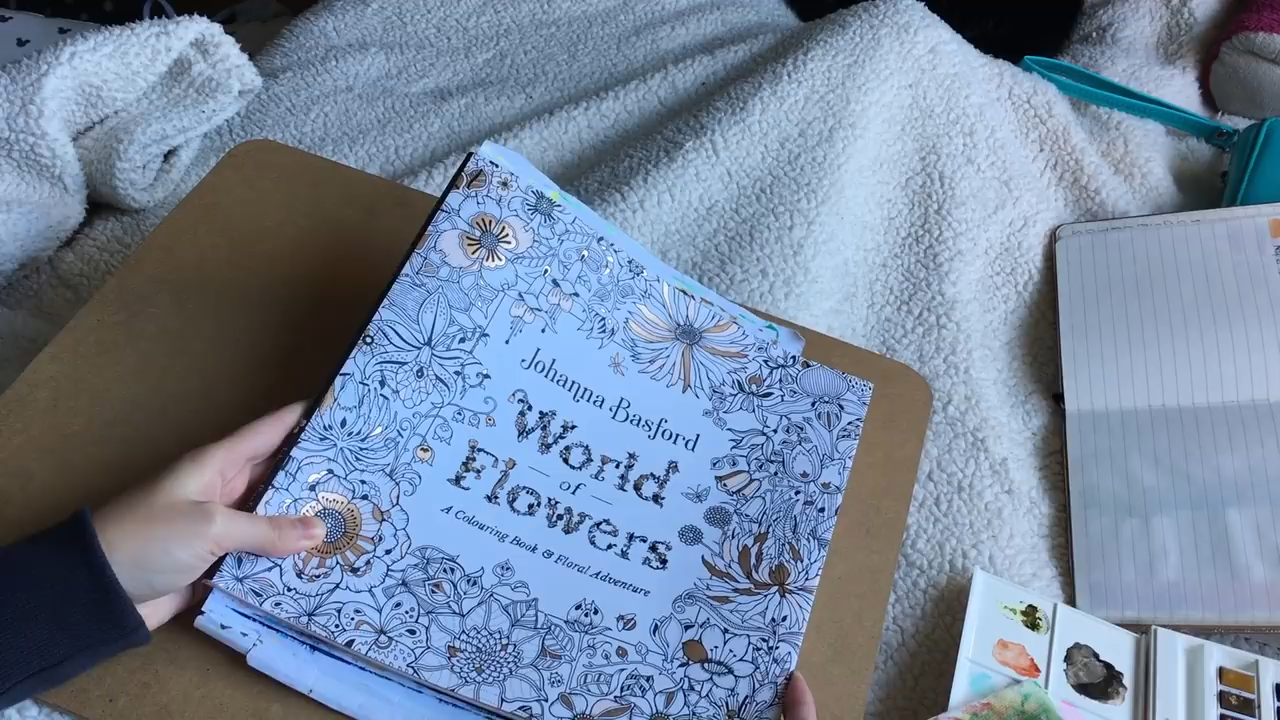 Johanna Basford
World
of
Flowers
A Colouring Book & Floral Adventure